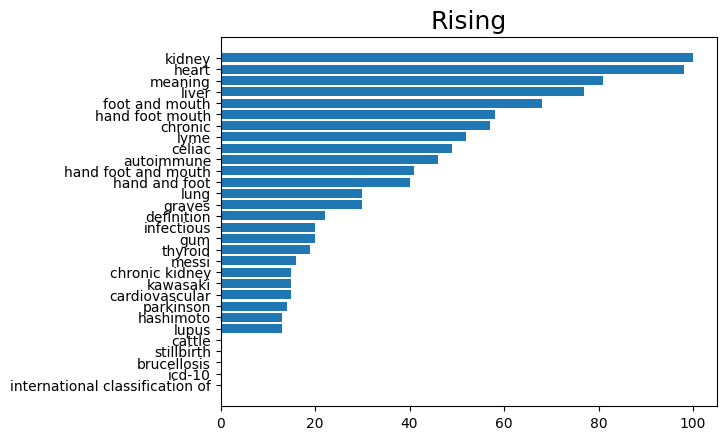 Rising
kidney
heart
meaning
liver
foot and mouth
hand foot mouth
chronic
lyme
celiac
autoimmune
hand foot and mouth
hand and foot
lung
graves
definition
infectious
gum
thyroid
messi
chronic kidney
kawasaki
cardiovascular
parkinson
hashimoto
lupus
cattle
stillbirth
brucellosis
icd-10
international classification of
0 20 40 60 80 100